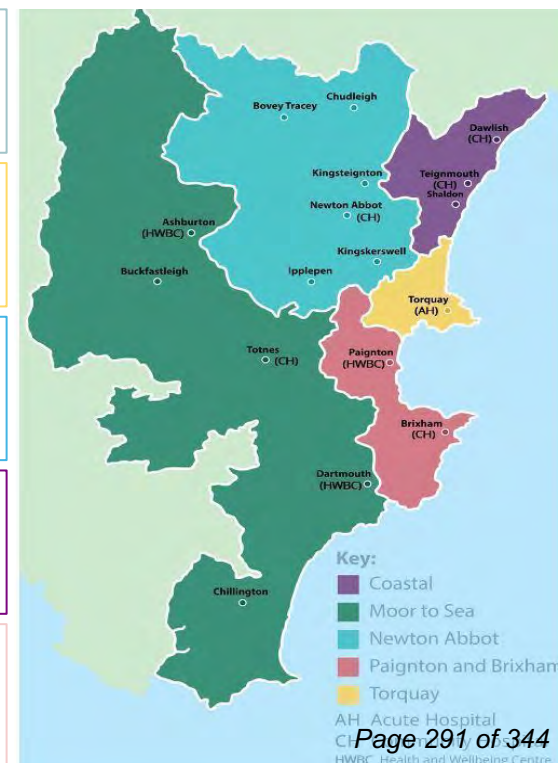 Chudleigh
Bovey Tracey
Dawlish
(CH)
Kingsteignton
Teignmouth
(CH)
Shaldon
Newton Abbot
(CH)
Ashburton
(HWBC)
Kingskerswell
Buckfastleigh
Ipplepen
Torquay
(AH)
Totnes
(CH)
Paignton
(HWBC)
Brixham
(CH)
Dartmouth
(HWBC)
Chillington
Key:
Coastal
Moor to Sea
Newton Abbot
Paignton and Brixham
Torquay
AH Acute Hospital
CH
Page 291 of 344
HWBC Health and Wellbeing Centre